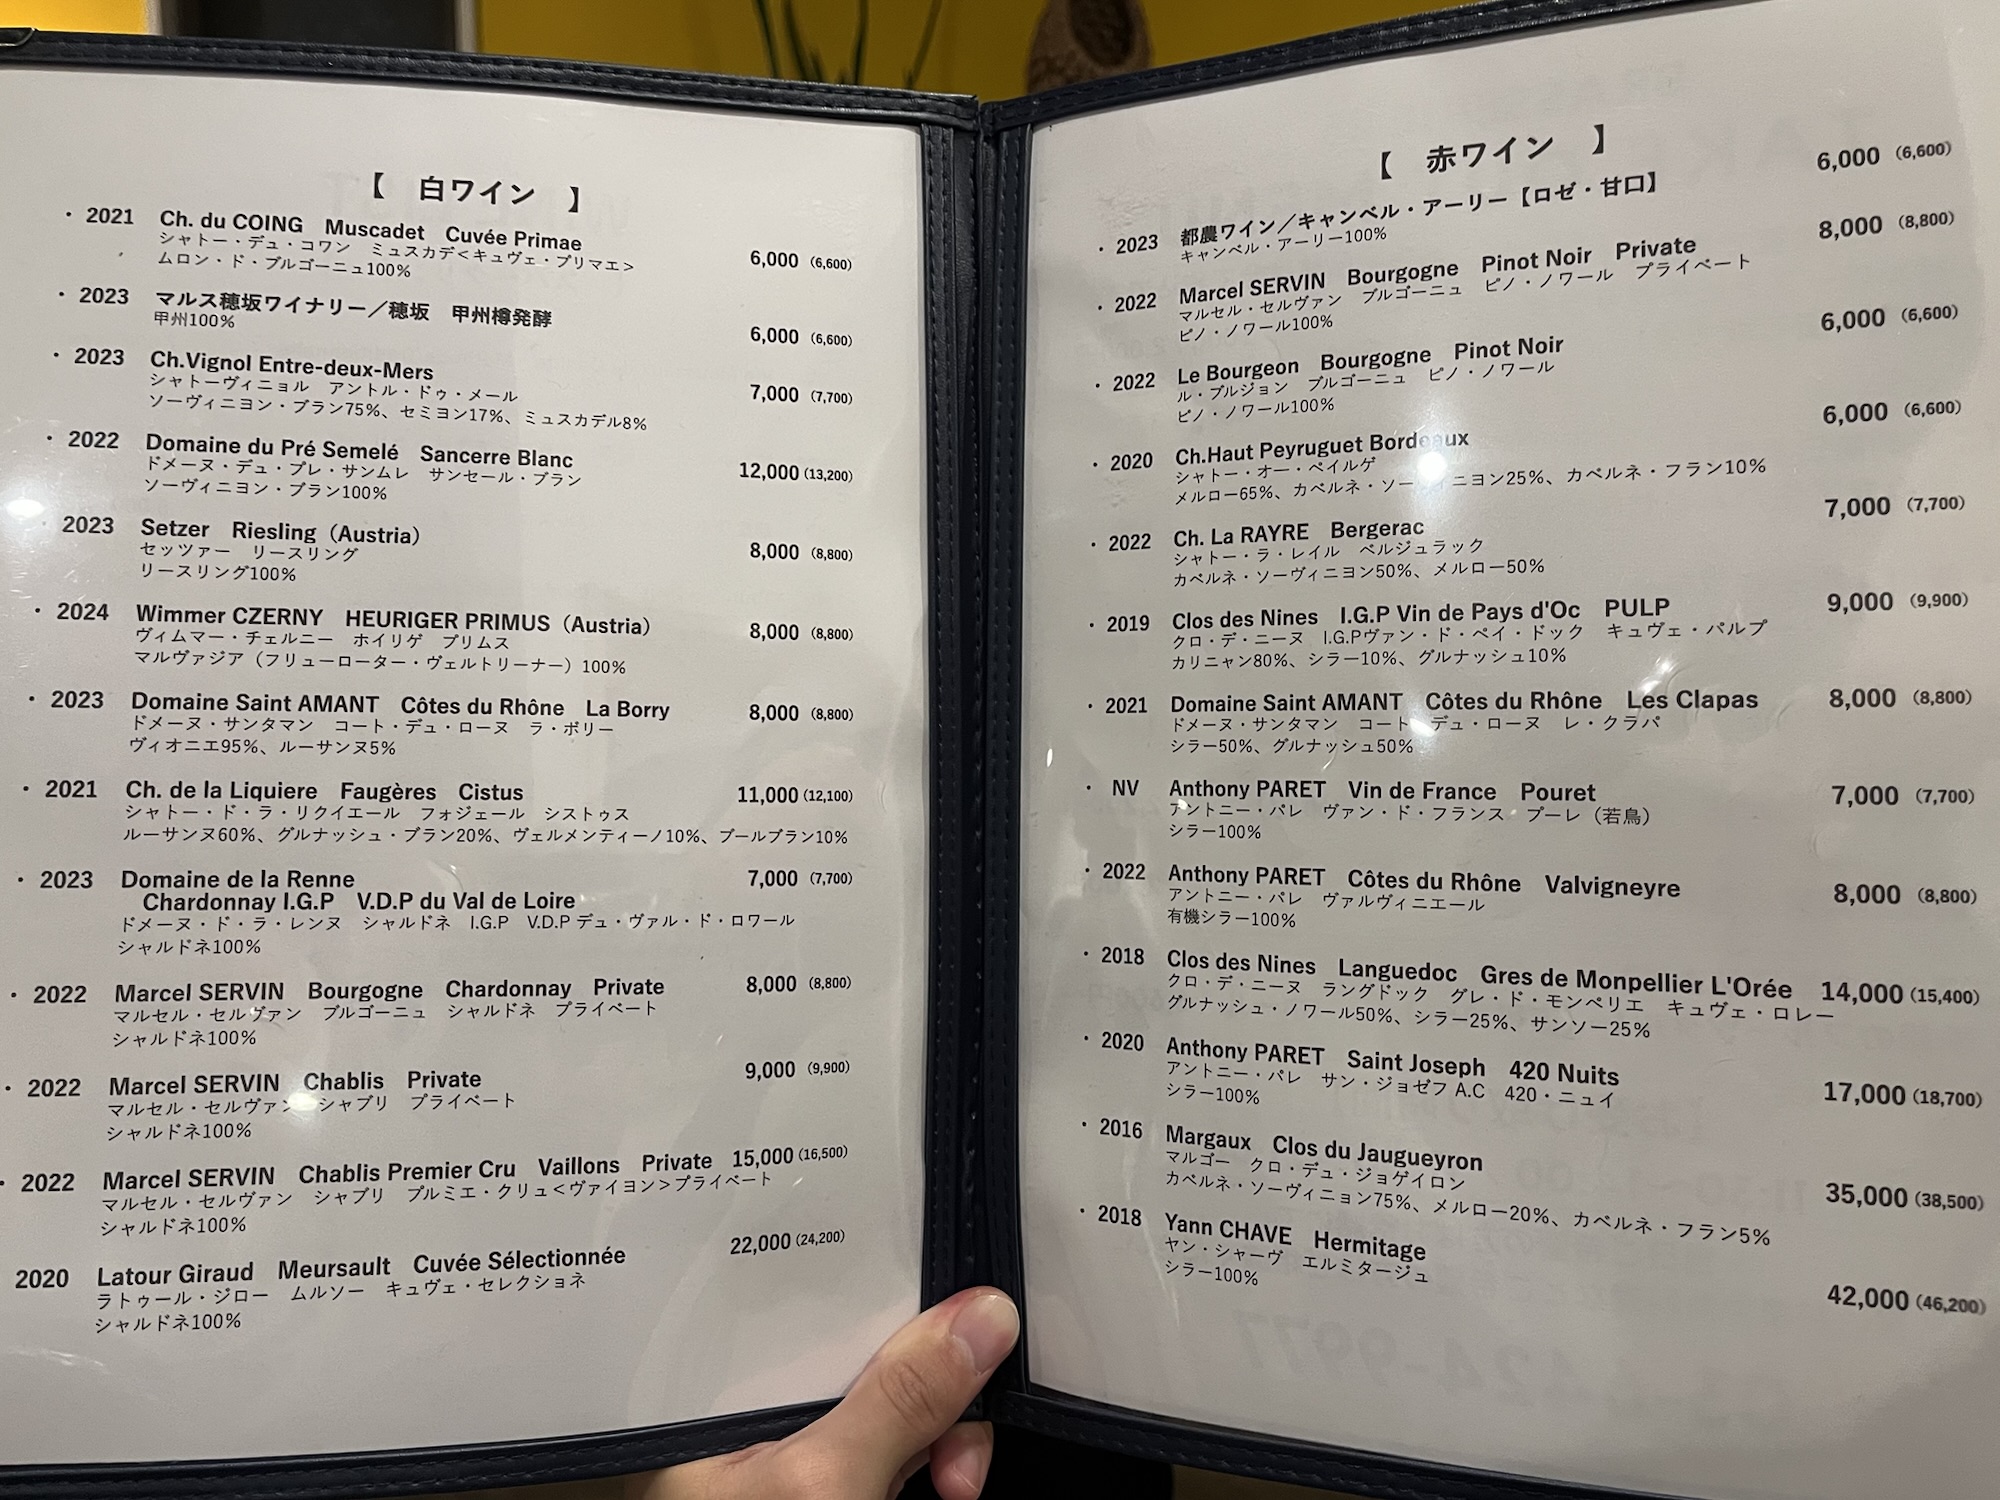 【 白ワイン 】
・ 2021 Ch. du COING Muscadet Cuvée Primae
シャトー・デュ・コワン ミュスカデ<キュヴェ・プリマエ>
ムロン・ド・ブルゴーニュ100% 6,000 (6,600)
・ 2023 マルス穂坂ワイナリー／穂坂 甲州樽発酵
甲州100% 6,000 (6,600)
・ 2023 Ch.Vignol Entre-deux-Mers
シャトーヴィニョル アントル・ドゥ・メール 7,000 (7,700)
ソーヴィニヨン・ブラン75%、セミヨン17%、ミュスカデル8%
・ 2022 Domaine du Pré Semelé Sancerre Blanc
ドメーヌ・デュ・プレ・サンムレ サンセール・ブラン 12,000 (13,200)
ソーヴィニヨン・ブラン100%
2023 Setzer Riesling（Austria）
セッツァー リースリング 8,000 (8,800)
リースリング100%
・ 2024 Wimmer CZERNY HEURIGER PRIMUS（Austria）
ヴィムマー・チェルニー ホイリゲ プリムス 8,000 (8,800)
マルヴァジア（フリューローター・ヴェルトリーナー）100%
・ 2023 Domaine Saint AMANT Côtes du Rhône La Borry 8,000 (8,800)
ドメーヌ・サンタマン コート・デュ・ローヌ ラ・ボリー
ヴィオニエ95%、ルーサンヌ5%
・ 2021 Ch. de la Liquiere Faugères Cistus 11,000 (12,100)
シャトー・ド・ラ・リクイエール フォジェール シストゥス
ルーサンヌ60%、グルナッシュ・ブラン20%、ヴェルメンティーノ10%、ブールブラン10%
・ 2023 Domaine de la Renne 7,000 (7,700)
Chardonnay I.G.P V.D.P du Val de Loire
ドメーヌ・ド・ラ・レンヌ シャルドネ I.G.P V.D.P デュ・ヴァル・ド・ロワール
シャルドネ100%
・ 2022 Marcel SERVIN Bourgogne Chardonnay Private 8,000 (8,800)
マルセル・セルヴァン ブルゴーニュ シャルドネ プライベート
シャルドネ100%
・ 2022 Marcel SERVIN Chablis Private 9,000 (9,900)
マルセル・セルヴァン シャブリ プライベート
シャルドネ100%
・ 2022 Marcel SERVIN Chablis Premier Cru Vaillons Private 15,000 (16,500)
マルセル・セルヴァン シャブリ プルミエ・クリュ<ヴァイヨン>プライベート
シャルドネ100%
2020 Latour Giraud Meursault Cuvée Sélectionnée 22,000 (24,200)
ラトゥール・ジロー ムルソー キュヴェ・セレクショネ
シャルドネ100%
【 赤ワイン 】
・ 2023 都農ワイン／キャンベル・アーリー【ロゼ・甘口】 6,000 (6,600)
キャンベル・アーリー100%
・ 2022 Marcel SERVIN Bourgogne Pinot Noir Private 8,000 (8,800)
マルセル・セルヴァン ブルゴーニュ ピノ・ノワール プライベート
ピノ・ノワール100%
・ 2022 Le Bourgeon Bourgogne Pinot Noir 6,000 (6,600)
ル・ブルジョン ブルゴーニュ ピノ・ノワール
ピノ・ノワール100%
・ 2020 Ch.Haut Peyruguet Bordeaux 6,000 (6,600)
シャトー・オー・ペイルゲ
メルロー65%、カベルネ・ソーヴィニヨン25%、カベルネ・フラン10%
・ 2022 Ch. La RAYRE Bergerac 7,000 (7,700)
シャトー・ラ・レイル ベルジュラック
カベルネ・ソーヴィニヨン50%、メルロー50%
・ 2019 Clos des Nines I.G.P Vin de Pays d'Oc PULP 9,000 (9,900)
クロ・デ・ニーヌ I.G.Pヴァン・ド・ペイ・ドック キュヴェ・パルプ
カリニャン80%、シラー10%、グルナッシュ10%
・ 2021 Domaine Saint AMANT Côtes du Rhône Les Clapas 8,000 (8,800)
ドメーヌ・サンタマン コート・デュ・ローヌ レ・クラパ
シラー50%、グルナッシュ50%
・ NV Anthony PARET Vin de France Pouret 7,000 (7,700)
アントニー・パレ ヴァン・ド・フランス プーレ（若鳥）
シラー100%
・ 2022 Anthony PARET Côtes du Rhône Valvigneyre 8,000 (8,800)
アントニー・パレ ヴァルヴィニエール
有機シラー100%
・ 2018 Clos des Nines Languedoc Gres de Monpellier L'Orée 14,000 (15,400)
クロ・デ・ニーヌ ラングドック グレ・ド・モンペリエ キュヴェ・ロレー
グルナッシュ・ノワール50%、シラー25%、サンソー25%
・ 2020 Anthony PARET Saint Joseph 420 Nuits 17,000 (18,700)
アントニー・パレ サン・ジョゼフ A.C 420・ニュイ
シラー100%
・ 2016 Margaux Clos du Jaugueyron 35,000 (38,500)
マルゴー クロ・デュ・ジョゲイロン
カベルネ・ソーヴィニョン75%、メルロー20%、カベルネ・フラン5%
・ 2018 Yann CHAVE Hermitage 42,000 (46,200)
ヤン・シャーヴ エルミタージュ
シラー100%